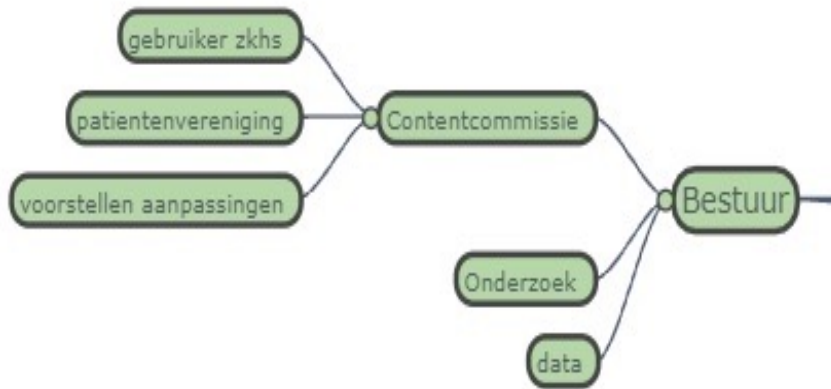 gebruiker zkhs
patientenvereniging
Contentcommissie
voorstellen aanpassingen
Bestuur
Onderzoek
data